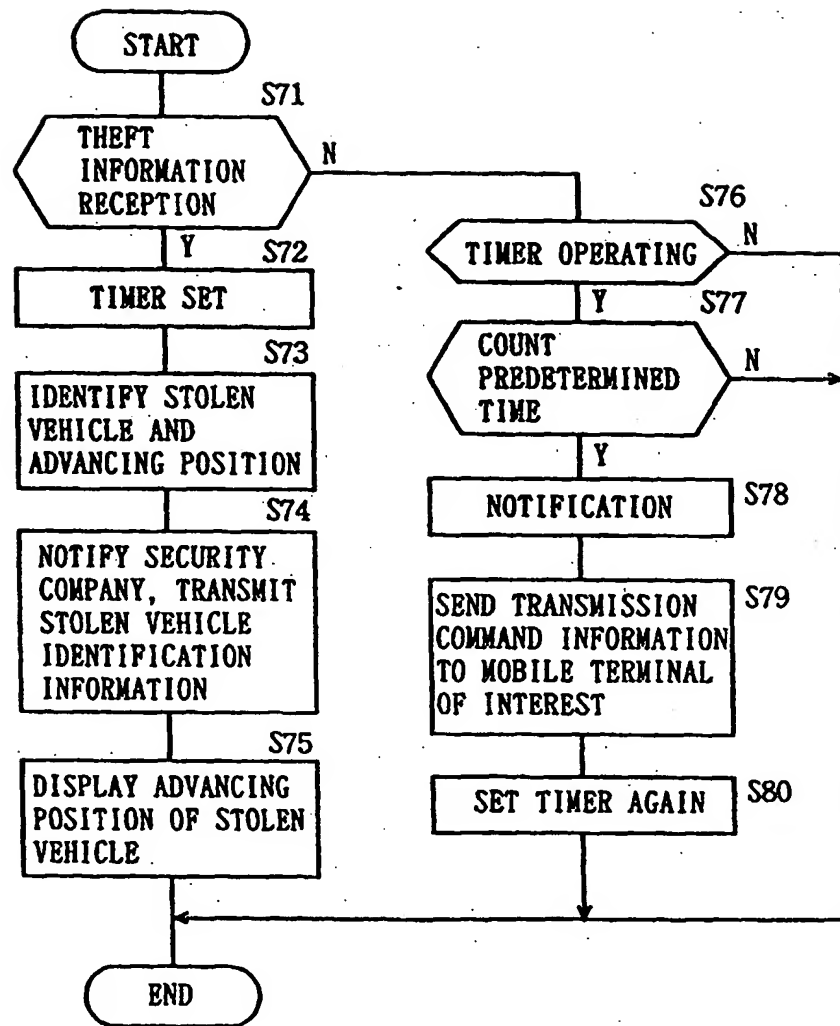 START
S71
THEFT
INFORMATION
RECEPTION
N
Y
S72
TIMER SET
S73
IDENTIFY STOLEN
VEHICLE AND
ADVANCING POSITION
S74
NOTIFY SECURITY
COMPANY, TRANSMIT
STOLEN VEHICLE
IDENTIFICATION
INFORMATION
S75
DISPLAY ADVANCING
POSITION OF STOLEN
VEHICLE
S76
TIMER OPERATING
N
Y
S77
COUNT
PREDETERMINED
TIME
N
Y
NOTIFICATION
S78
SEND TRANSMISSION
COMMAND INFORMATION
TO MOBILE TERMINAL
OF INTEREST
S79
SET TIMER AGAIN
S80
END